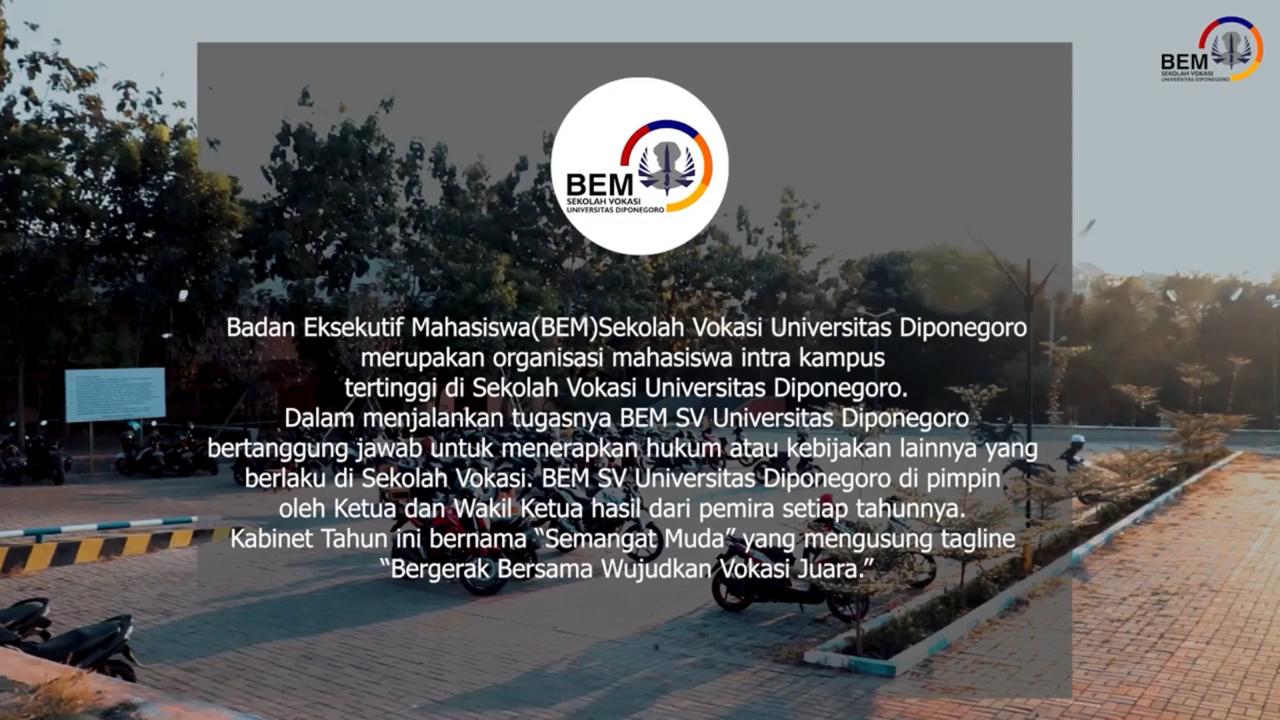 BEM
SEKOLAH VOKASI
UNIVERSITAS DIPONEGORO
BEM
SEKOLAH VOKASI
UNIVERSITAS DIPONEGORO
Badan Eksekutif Mahasiswa(BEM)Sekolah Vokasi Universitas Diponegoro
merupakan organisasi mahasiswa intra kampus
tertinggi di Sekolah Vokasi Universitas Diponegoro.
Dalam menjalankan tugasnya BEM SV Universitas Diponegoro
bertanggung jawab untuk menerapkan hukum atau kebijakan lainnya yang
berlaku di Sekolah Vokasi. BEM SV Universitas Diponegoro di pimpin
oleh Ketua dan Wakil Ketua hasil dari pemira setiap tahunnya.
Kabinet Tahun ini bernama “Semangat Muda” yang mengusung tagline
“Bergerak Bersama Wujudkan Vokasi Juara.”